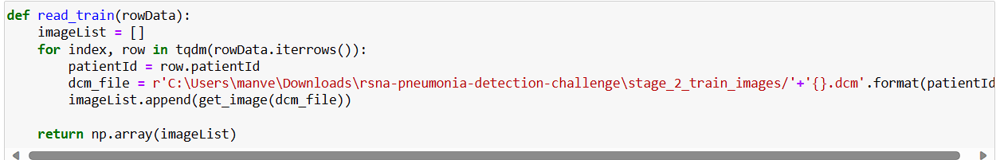 def read_train(rowData):
    imageList = []
    for index, row in tqdm(rowData.iterrows()):
        patientId = row.patientId
        dcm_file = r'C:\Users\manve\Downloads\rsna-pneumonia-detection-challenge\stage_2_train_images/'+'{}.dcm'.format(patientId
        imageList.append(get_image(dcm_file))
    return np.array(imageList)